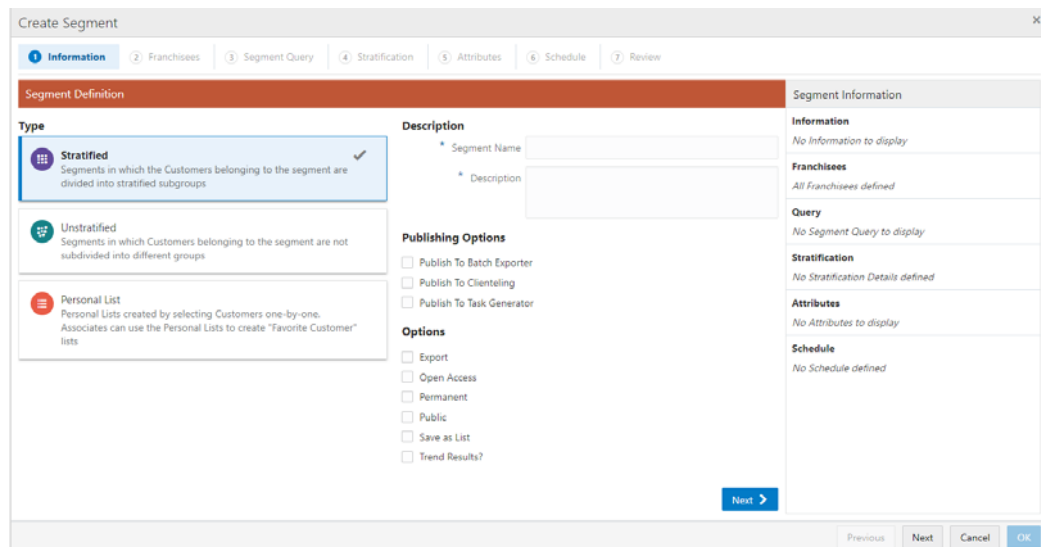 Create Segment
×
1 Information
2 Franchisees
3 Segment Query
4 Stratification
5 Attributes
6 Schedule
7 Review
Segment Definition
Type
Stratified
Segments in which the Customers belonging to the segment are
divided into stratified subgroups
Unstratified
Segments in which Customers belonging to the segment are not
subdivided into different groups
Personal List
Personal Lists created by selecting Customers one-by-one.
Associates can use the Personal Lists to create "Favorite Customer"
lists
Description
* Segment Name
* Description
Publishing Options
Publish To Batch Exporter
Publish To Clienteling
Publish To Task Generator
Options
Export
Open Access
Permanent
Public
Save as List
Trend Results?
Next
Segment Information
Information
No Information to display
Franchisees
All Franchisees defined
Query
No Segment Query to display
Stratification
No Stratification Details defined
Attributes
No Attributes to display
Schedule
No Schedule defined
Previous
Next
Cancel
OK